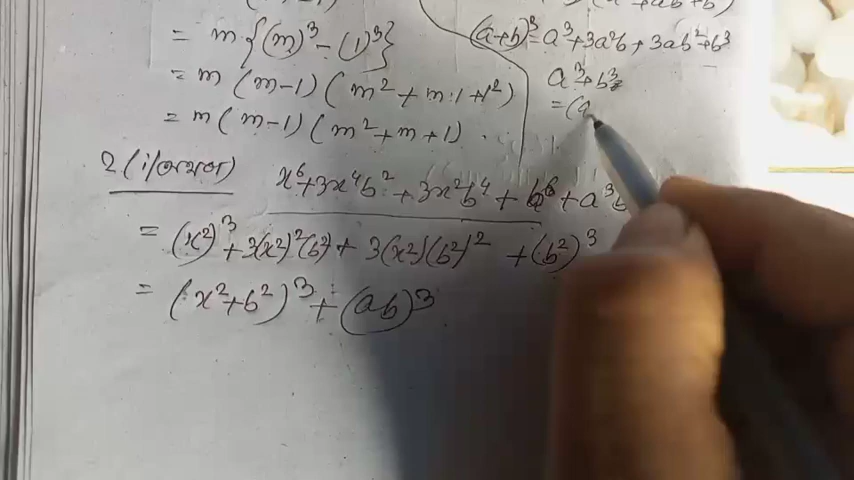 = m {(m)³ - (1)³}
= m (m-1) (m² + m·1 + 1²)
= m (m-1) (m² + m + 1) .
(a+b)³ = a³ + 3a²b + 3ab² + b³
a³ + b³ =
= (a
x⁶ + 3x⁴b² + 3x²b⁴ + b⁶ + a³b
= (x²)³ + 3(x²)²(b²) + 3(x²)(b²)² + (b²)³
= (x² + b²)³ + (ab)³